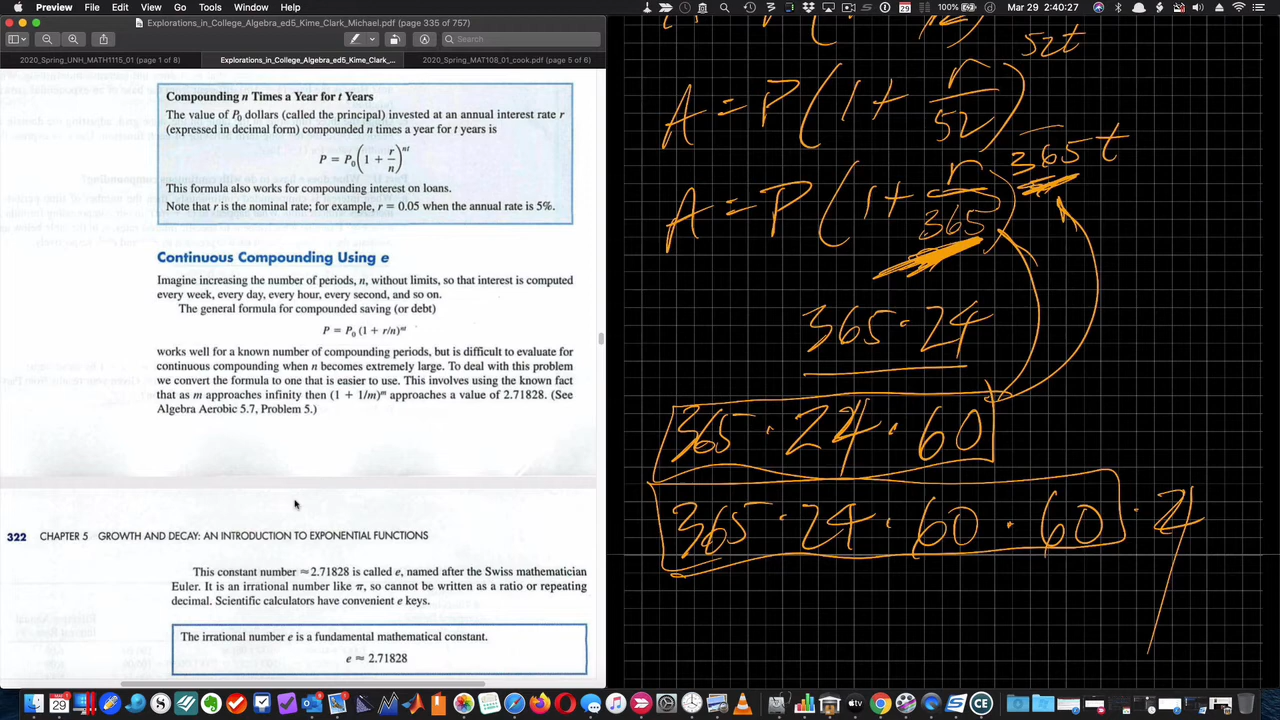 Preview File Edit View Go Tools Window Help
Mar 29 2:40:27
Explorations_in_College_Algebra_ed5_Kime_Clark_Michael.pdf (page 335 of 757)
Search
2020_Spring_UNH_MATH1115_01 (page 1 of 8)
Explorations_in_College_Algebra_ed5_Kime_Clark_...
2020_Spring_MAT108_01_cook.pdf (page 5 of 6)
Compounding n Times a Year for t Years
The value of P₀ dollars (called the principal) invested at an annual interest rate r
(expressed in decimal form) compounded n times a year for t years is
P = P₀(1 + r/n)ⁿᵗ
This formula also works for compounding interest on loans.
Note that r is the nominal rate; for example, r = 0.05 when the annual rate is 5%.
Continuous Compounding Using e
Imagine increasing the number of periods, n, without limits, so that interest is computed
every week, every day, every hour, every second, and so on.
The general formula for compounded saving (or debt)
P = P₀ (1 + r/n)ⁿᵗ
works well for a known number of compounding periods, but is difficult to evaluate for
continuous compounding when n becomes extremely large. To deal with this problem
we convert the formula to one that is easier to use. This involves using the known fact
that as m approaches infinity then (1 + 1/m)ᵐ approaches a value of 2.71828. (See
Algebra Aerobic 5.7, Problem 5.)
322 CHAPTER 5 GROWTH AND DECAY: AN INTRODUCTION TO EXPONENTIAL FUNCTIONS
This constant number ≈ 2.71828 is called e, named after the Swiss mathematician
Euler. It is an irrational number like π, so cannot be written as a ratio or repeating
decimal. Scientific calculators have convenient e keys.
The irrational number e is a fundamental mathematical constant.
e ≈ 2.71828
52t
A = P(1 + r/52)
365t
A = P(1 + r/365)
365 · 24
365 · 24 · 60
365 · 24 · 60 · 60 ·